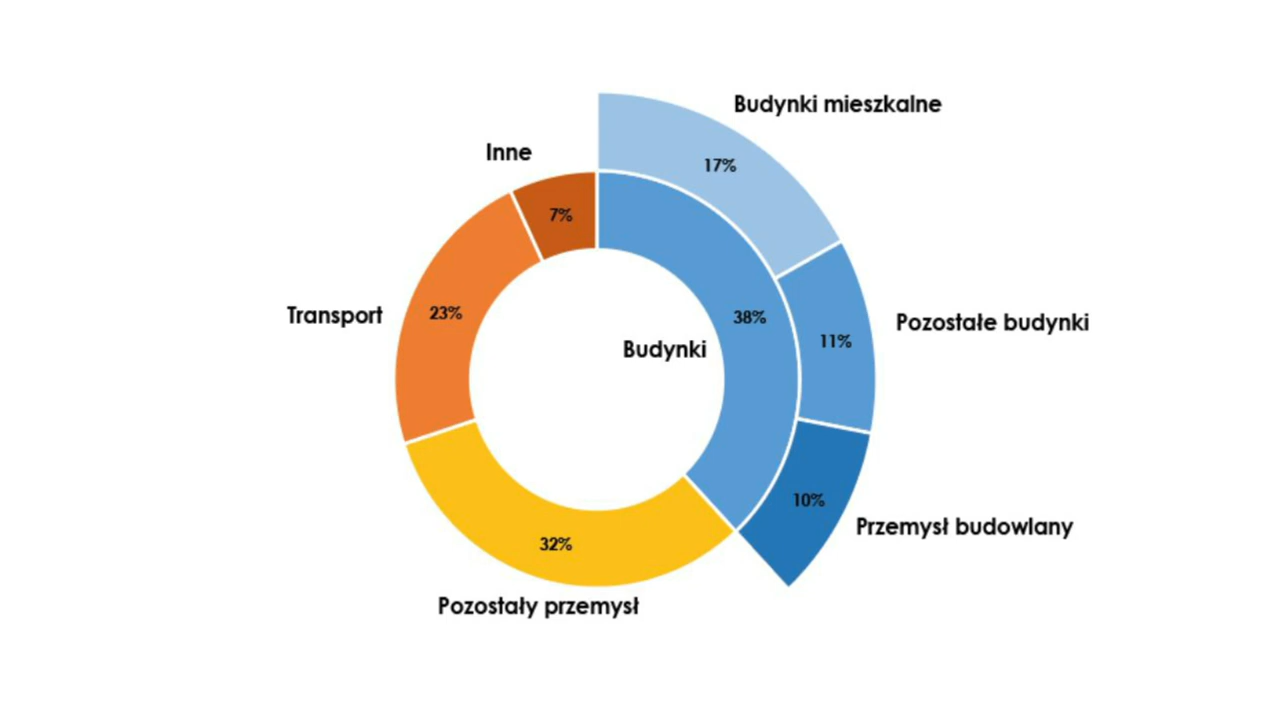 Budynki mieszkalne
Inne
17%
7%
Transport
23%
38%
Pozostałe budynki
11%
Budynki
10%
Przemysł budowlany
32%
Pozostały przemysł